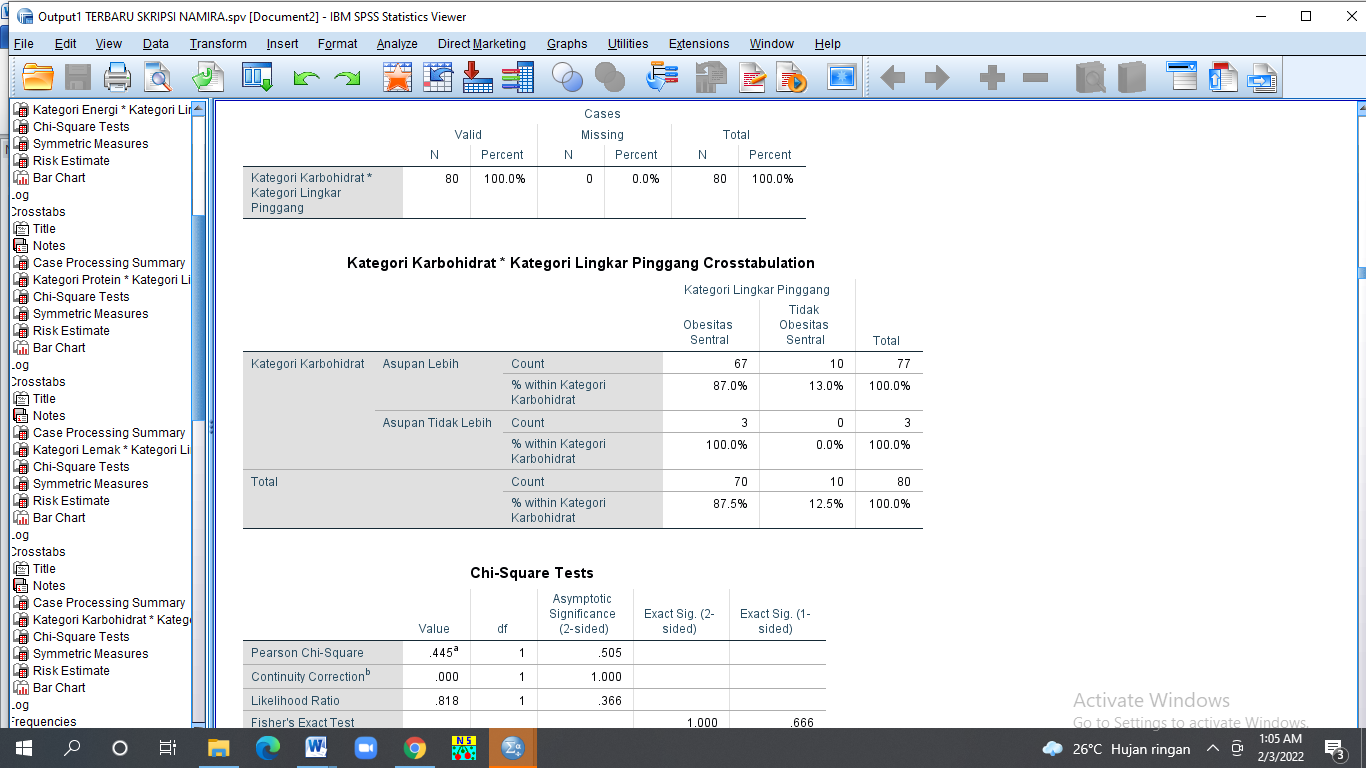 Output1 TERBARU SKRIPSI NAMIRA.spv [Document2] - IBM SPSS Statistics Viewer
File Edit View Data Transform Insert Format Analyze Direct Marketing Graphs Utilities Extensions Window Help
Kategori Energi * Kategori Lir
Chi-Square Tests
Symmetric Measures
Risk Estimate
Bar Chart
Log
Crosstabs
Title
Notes
Case Processing Summary
Kategori Protein * Kategori Li
Chi-Square Tests
Symmetric Measures
Risk Estimate
Bar Chart
Log
Crosstabs
Title
Notes
Case Processing Summary
Kategori Lemak * Kategori Li
Chi-Square Tests
Symmetric Measures
Risk Estimate
Bar Chart
Log
Crosstabs
Title
Notes
Case Processing Summary
Kategori Karbohidrat * Kateg
Chi-Square Tests
Symmetric Measures
Risk Estimate
Bar Chart
Log
Frequencies
Cases
Valid Missing Total
N Percent N Percent N Percent
Kategori Karbohidrat * 80 100.0% 0 0.0% 80 100.0%
Kategori Lingkar
Pinggang
Kategori Karbohidrat * Kategori Lingkar Pinggang Crosstabulation
Kategori Lingkar Pinggang
Tidak
Obesitas Obesitas
Sentral Sentral Total
Kategori Karbohidrat Asupan Lebih Count 67 10 77
% within Kategori 87.0% 13.0% 100.0%
Karbohidrat
Asupan Tidak Lebih Count 3 0 3
% within Kategori 100.0% 0.0% 100.0%
Karbohidrat
Total Count 70 10 80
% within Kategori 87.5% 12.5% 100.0%
Karbohidrat
Chi-Square Tests
Asymptotic
Significance Exact Sig. (2- Exact Sig. (1-
Value df (2-sided) sided) sided)
Pearson Chi-Square .445a 1 .505
Continuity Correctionb .000 1 1.000
Likelihood Ratio .818 1 .366
Fisher's Exact Test 1.000 .666
Activate Windows
Go to Settings to activate Windows.
N5
26°C Hujan ringan
1:05 AM
2/3/2022
3